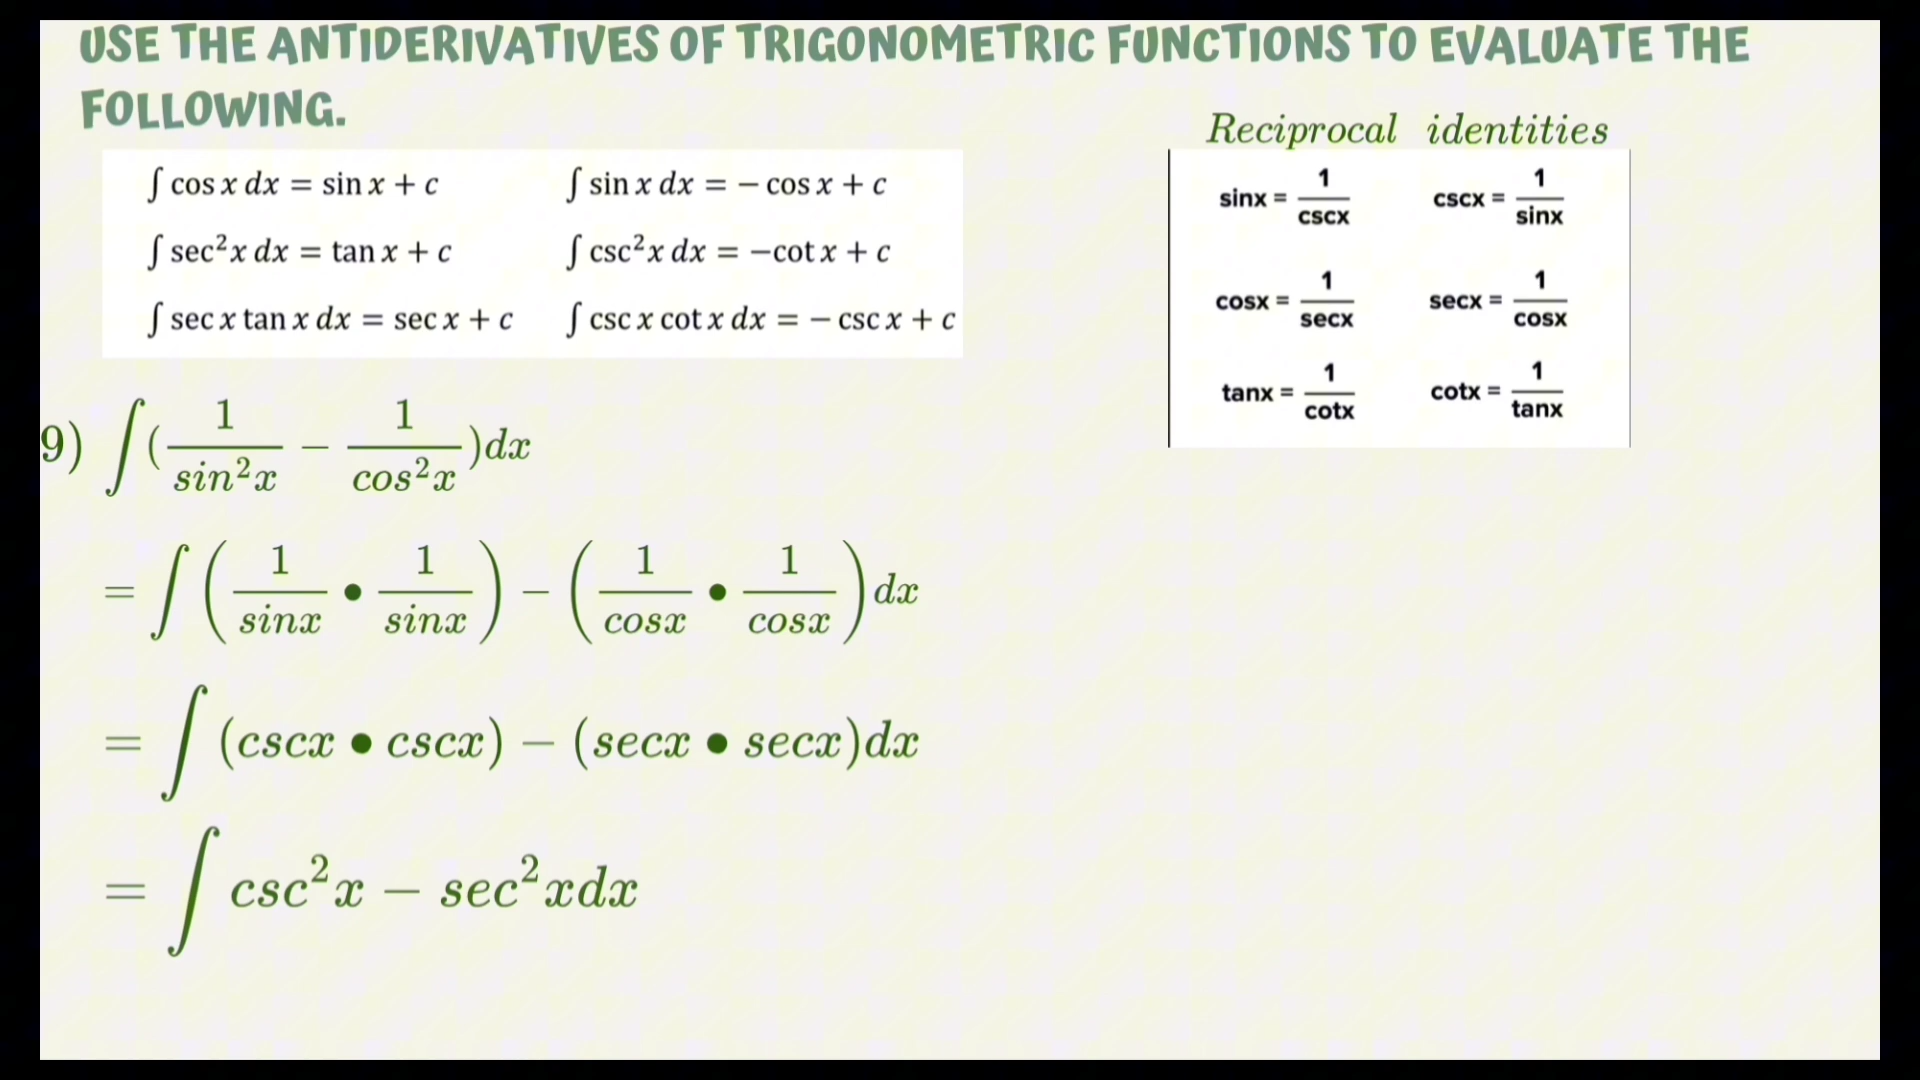 USE THE ANTIDERIVATIVES OF TRIGONOMETRIC FUNCTIONS TO EVALUATE THE
FOLLOWING.
∫ cos x dx = sin x + c
∫ sin x dx = − cos x + c
∫ sec²x dx = tan x + c
∫ csc²x dx = −cot x + c
∫ sec x tan x dx = sec x + c
∫ csc x cot x dx = − csc x + c
Reciprocal identities
sinx = 1/cscx
cscx = 1/sinx
cosx = 1/secx
secx = 1/cosx
tanx = 1/cotx
cotx = 1/tanx
9) ∫(1/sin²x − 1/cos²x)dx
= ∫(1/sinx • 1/sinx) − (1/cosx • 1/cosx)dx
= ∫(cscx • cscx) − (secx • secx)dx
= ∫csc²x − sec²xdx